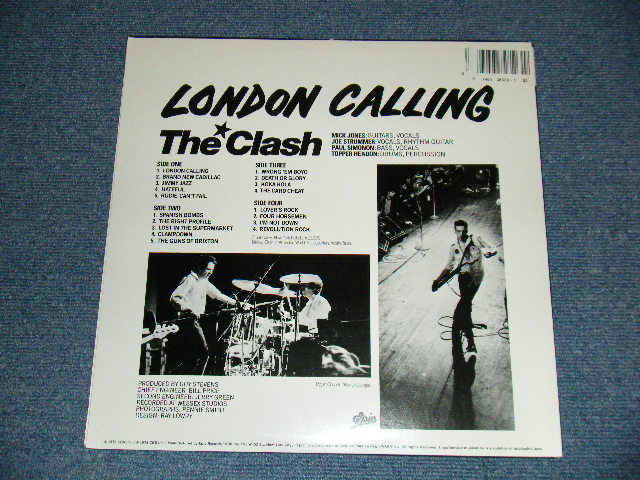 LONDON CALLING
The Clash
MICK JONES: GUITARS, VOCALS
JOE STRUMMER: VOCALS, RHYTHM GUITAR
PAUL SIMONON: BASS, VOCALS
TOPPER HEADON: DRUMS, PERCUSSION
SIDE ONE
1. LONDON CALLING
2. BRAND NEW CADILLAC
3. JIMMY JAZZ
4. HATEFUL
5. RUDIE CAN'T FAIL
SIDE TWO
1. SPANISH BOMBS
2. THE RIGHT PROFILE
3. LOST IN THE SUPERMARKET
4. CLAMPDOWN
5. THE GUNS OF BRIXTON
SIDE THREE
1. WRONG 'EM BOYO
2. DEATH OR GLORY
3. KOKA KOLA
4. THE CARD CHEAT
SIDE FOUR
1. LOVER'S ROCK
2. FOUR HORSEMEN
3. I'M NOT DOWN
4. REVOLUTION ROCK
PRODUCED BY GUY STEVENS
CHIEF ENGINEER: BILL PRICE
SECOND ENGINEER: JERRY GREEN
RECORDED AT WESSEX STUDIOS
PHOTOGRAPHS: PENNIE SMITH
DESIGN: RAY LOWRY
Epic